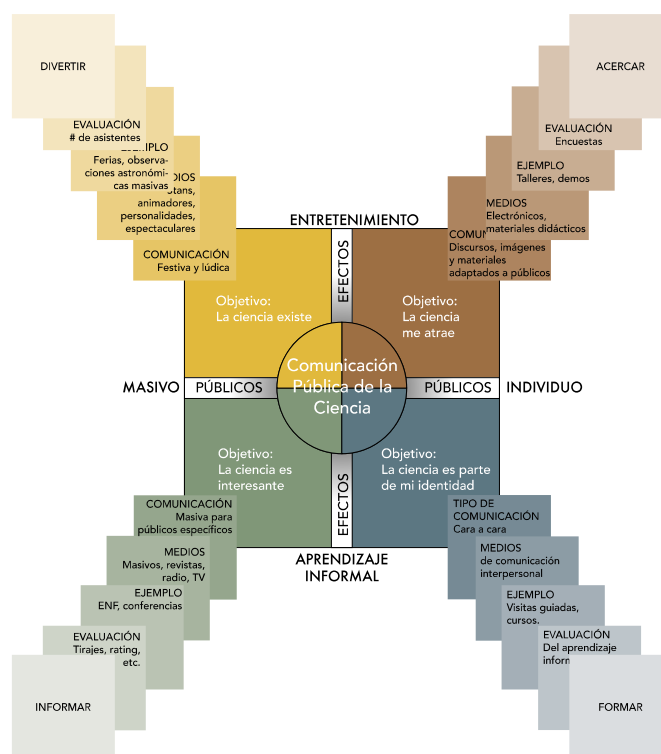 DIVERTIR
EVALUACIÓN
# de asistentes
Ferias, observa-
ciones astronómi-
cas masivas
animadores,
personalidades,
espectaculares
COMUNICACIÓN
Festiva y lúdica
ACERCAR
EVALUACIÓN
Encuestas
EJEMPLO
Talleres, demos
MEDIOS
Electrónicos,
materiales didácticos
Discursos, imágenes
y materiales
adaptados a públicos
ENTRETENIMIENTO
EFECTOS
Objetivo:
La ciencia existe
Objetivo:
La ciencia
me atrae
Comunicación
Pública de la
Ciencia
MASIVO
PÚBLICOS
PÚBLICOS
INDIVIDUO
Objetivo:
La ciencia es
interesante
Objetivo:
La ciencia es parte
de mi identidad
EFECTOS
APRENDIZAJE
INFORMAL
COMUNICACIÓN
Masiva para
públicos específicos
MEDIOS
Masivos, revistas,
radio, TV
EJEMPLO
ENF, conferencias
EVALUACIÓN
Tirajes, rating,
etc.
INFORMAR
TIPO DE
COMUNICACIÓN
Cara a cara
MEDIOS
de comunicación
interpersonal
EJEMPLO
Visitas guiadas,
cursos.
EVALUACIÓN
Del aprendizaje
FORMAR